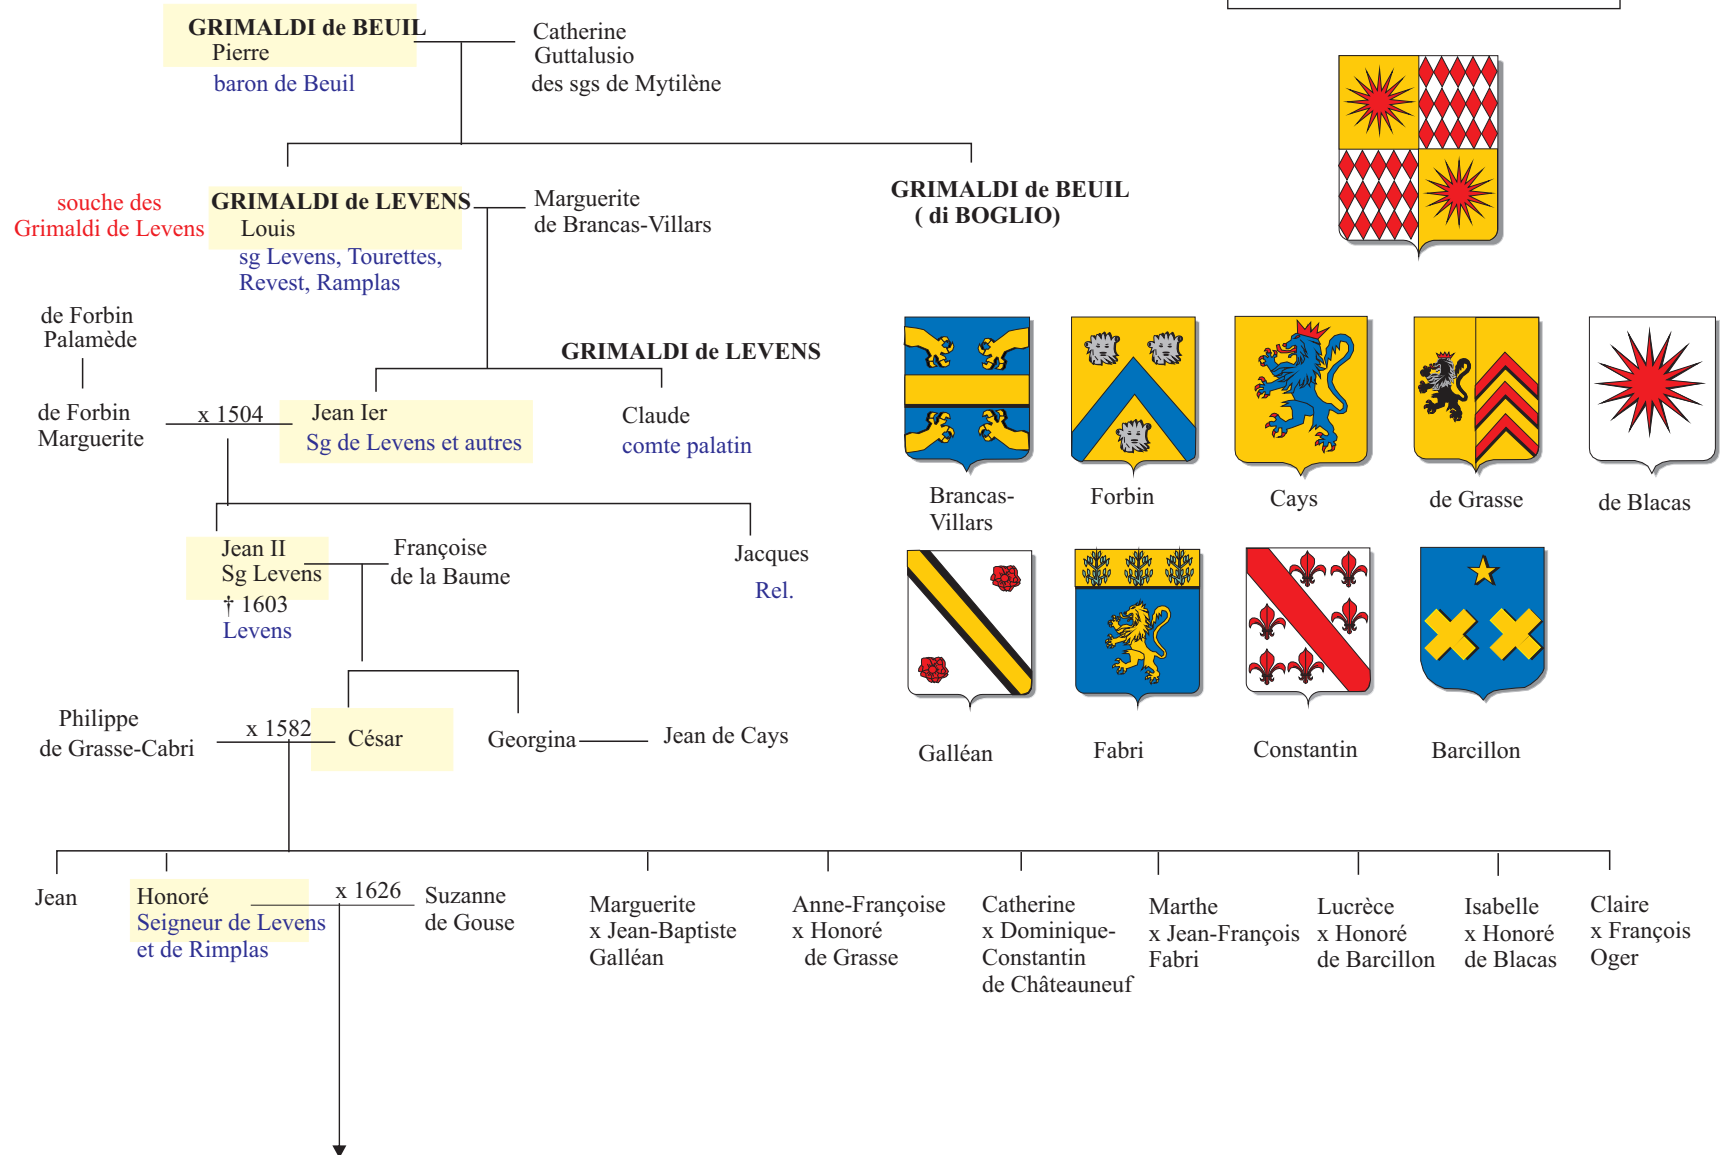 GRIMALDI de BEUIL
Pierre
baron de Beuil
Catherine
Guttalusio
des sgs de Mytilène
souche des
Grimaldi de Levens
GRIMALDI de LEVENS
Louis
sg Levens, Tourettes,
Revest, Ramplas
Marguerite
de Brancas-Villars
GRIMALDI de BEUIL
( di BOGLIO)
de Forbin
Palamède
de Forbin
Marguerite
x 1504
GRIMALDI de LEVENS
Jean Ier
Sg de Levens et autres
Claude
comte palatin
Brancas-
Villars
Forbin
Cays
de Grasse
de Blacas
Jean II
Sg Levens
† 1603
Levens
Françoise
de la Baume
Jacques
Rel.
Philippe
de Grasse-Cabri
x 1582
César
Georgina
Jean de Cays
Galléan
Fabri
Constantin
Barcillon
Jean
Honoré
Seigneur de Levens
et de Rimplas
x 1626
Suzanne
de Gouse
Marguerite
x Jean-Baptiste
Galléan
Anne-Françoise
x Honoré
de Grasse
Catherine
x Dominique-
Constantin
de Châteauneuf
Marthe
x Jean-François
Fabri
Lucrèce
x Honoré
de Barcillon
Isabelle
x Honoré
de Blacas
Claire
x François
Oger